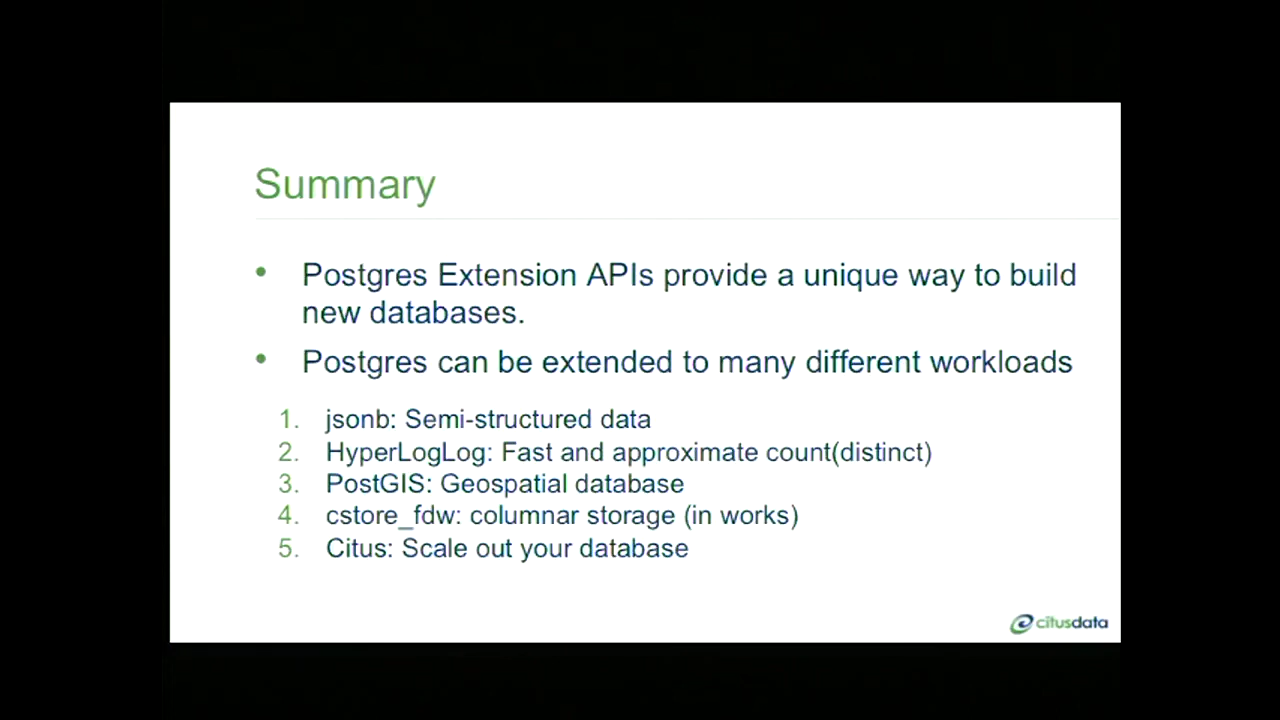 Summary
• Postgres Extension APIs provide a unique way to build
new databases.
• Postgres can be extended to many different workloads
1. jsonb: Semi-structured data
2. HyperLogLog: Fast and approximate count(distinct)
3. PostGIS: Geospatial database
4. cstore_fdw: columnar storage (in works)
5. Citus: Scale out your database
citusdata